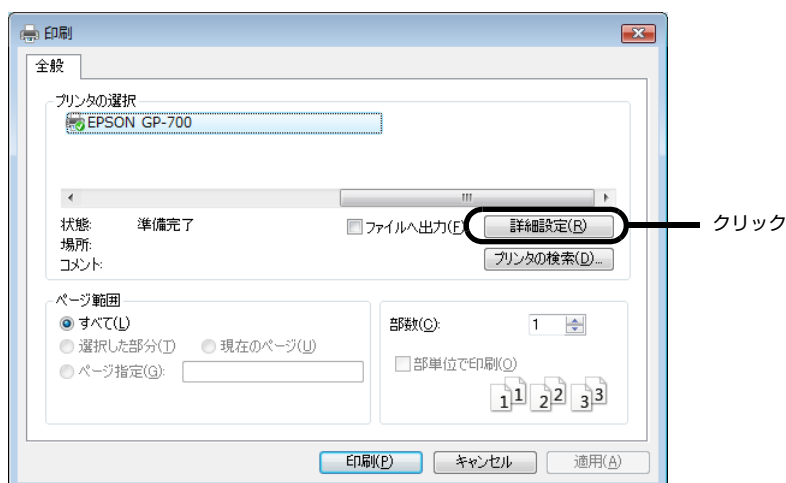 印刷
全般
プリンタの選択
EPSON GP-700
状態: 準備完了
場所:
コメント:
ファイルへ出力(F)
詳細設定(R)
クリック
プリンタの検索(D)...
ページ範囲
すべて(L)
選択した部分(T) 現在のページ(U)
ページ指定(G):
部数(C): 1
部単位で印刷(O)
1 1 2 2 3 3
印刷(P) キャンセル 適用(A)